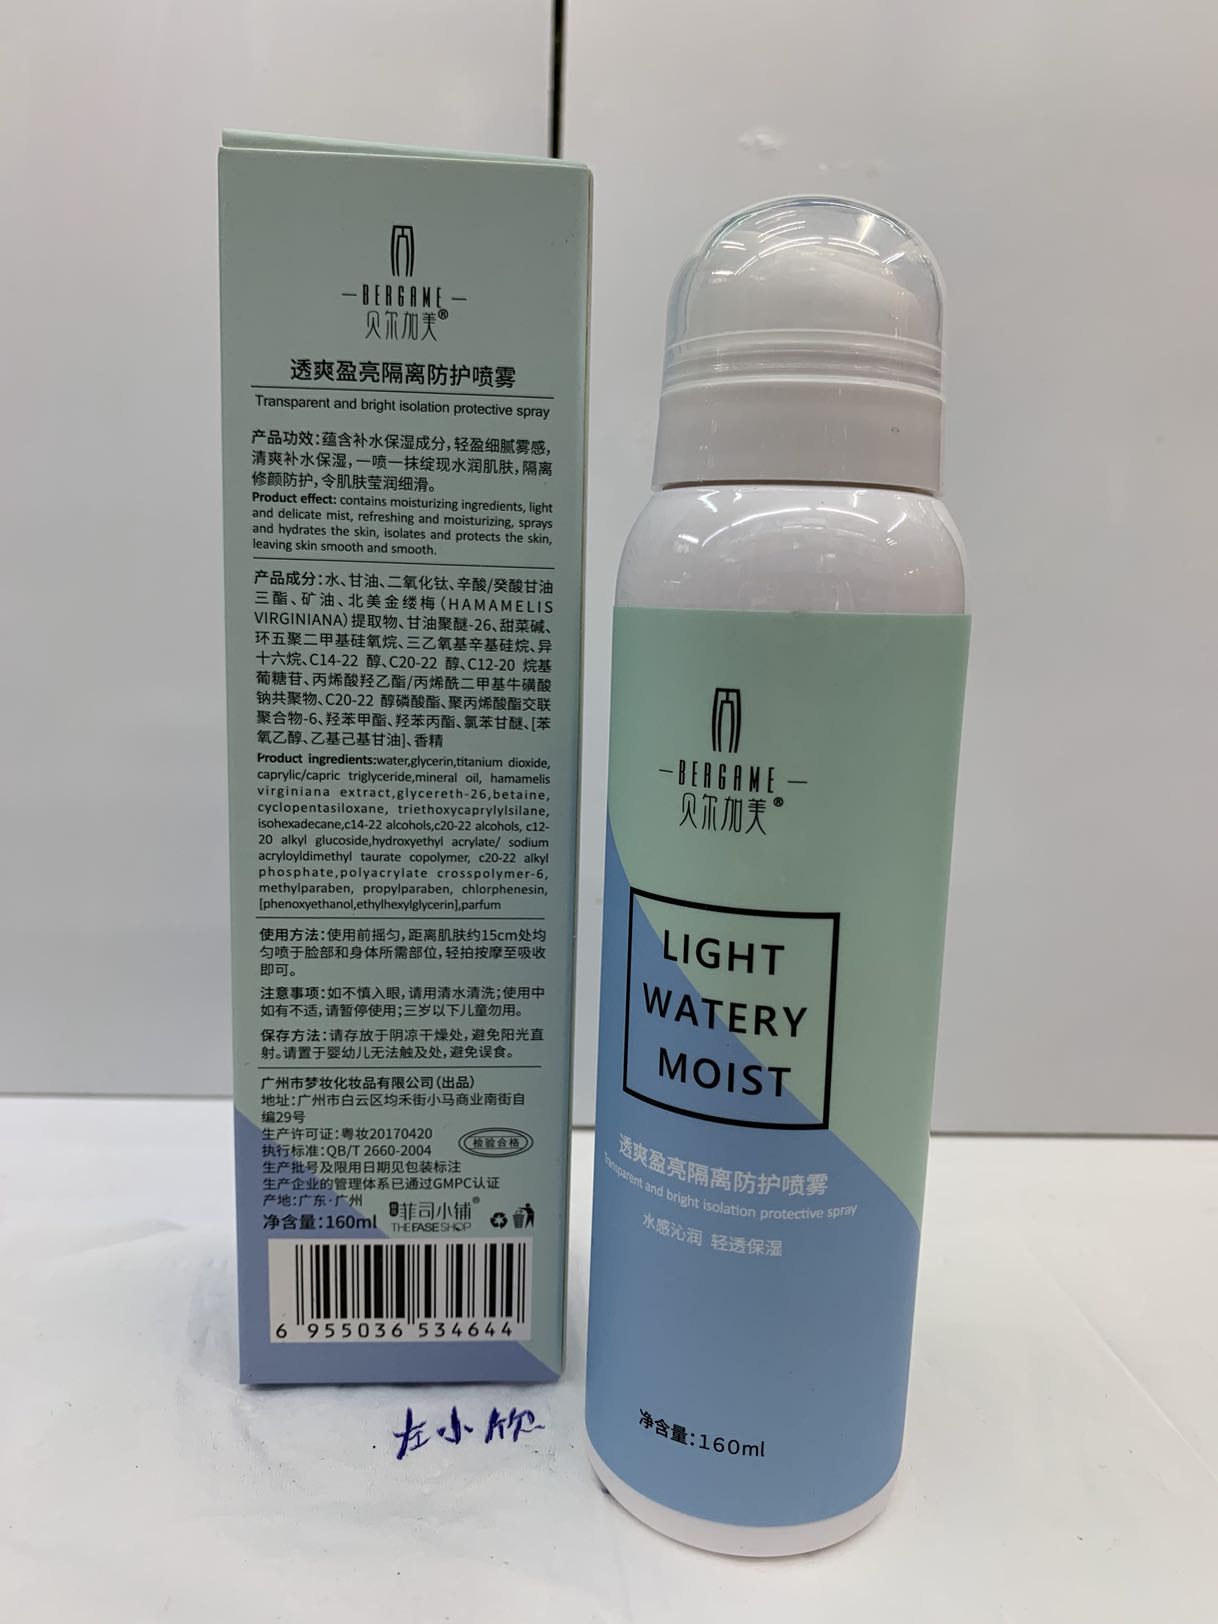 BERGAME
贝尔加美®
透爽盈亮隔离防护喷雾
Transparent and bright isolation protective spray
产品功效:蕴含补水保湿成分,轻盈细腻雾感,
清爽补水保湿,一喷一抹绽现水润肌肤,隔离
修颜防护,令肌肤莹润细滑。
Product effect: contains moisturizing ingredients, light
and delicate mist, refreshing and moisturizing, sprays
and hydrates the skin, isolates and protects the skin,
leaving skin smooth and smooth.
产品成分:水、甘油、二氧化钛、辛酸/癸酸甘油
三酯、矿油、北美金缕梅(HAMAMELIS
VIRGINIANA)提取物、甘油聚醚-26、甜菜碱、
环五聚二甲基硅氧烷、三乙氧基辛基硅烷、异
十六烷、C14-22 醇、C20-22 醇、C12-20 烷基
葡糖苷、丙烯酸羟乙酯/丙烯酰二甲基牛磺酸
钠共聚物、C20-22 醇磷酸酯、聚丙烯酸酯交联
聚合物-6、羟苯甲酯、羟苯丙酯、氯苯甘醚、[苯
氧乙醇、乙基己基甘油]、香精
Product ingredients:water,glycerin,titanium dioxide,
caprylic/capric triglyceride,mineral oil, hamamelis
virginiana extract,glycereth-26,betaine,
cyclopentasiloxane, triethoxycaprylylsilane,
isohexadecane,c14-22 alcohols,c20-22 alcohols, c12-
20 alkyl glucoside,hydroxyethyl acrylate/ sodium
acryloyldimethyl taurate copolymer, c20-22 alkyl
phosphate,polyacrylate crosspolymer-6,
methylparaben, propylparaben, chlorphenesin,
[phenoxyethanol,ethylhexylglycerin],parfum
使用方法:使用前摇匀,距离肌肤约15cm处均
匀喷于脸部和身体所需部位,轻拍按摩至吸收
即可。
注意事项:如不慎入眼,请用清水清洗;使用中
如有不适,请暂停使用;三岁以下儿童勿用。
保存方法:请存放于阴凉干燥处,避免阳光直
射。请置于婴幼儿无法触及处,避免误食。
广州市梦妆化妆品有限公司(出品)
地址:广州市白云区均禾街小马商业南街自
编29号
生产许可证:粤妆20170420
执行标准:QB/T 2660-2004
检验合格
生产批号及限用日期见包装标注
生产企业的管理体系已通过GMPC认证
产地:广东·广州
净含量:160ml
菲司小铺®
THEFASESHOP
6 955036 534644
左小欣
BERGAME
贝尔加美®
LIGHT
WATERY
MOIST
透爽盈亮隔离防护喷雾
Transparent and bright isolation protective spray
水感沁润 轻透保湿
净含量:160ml